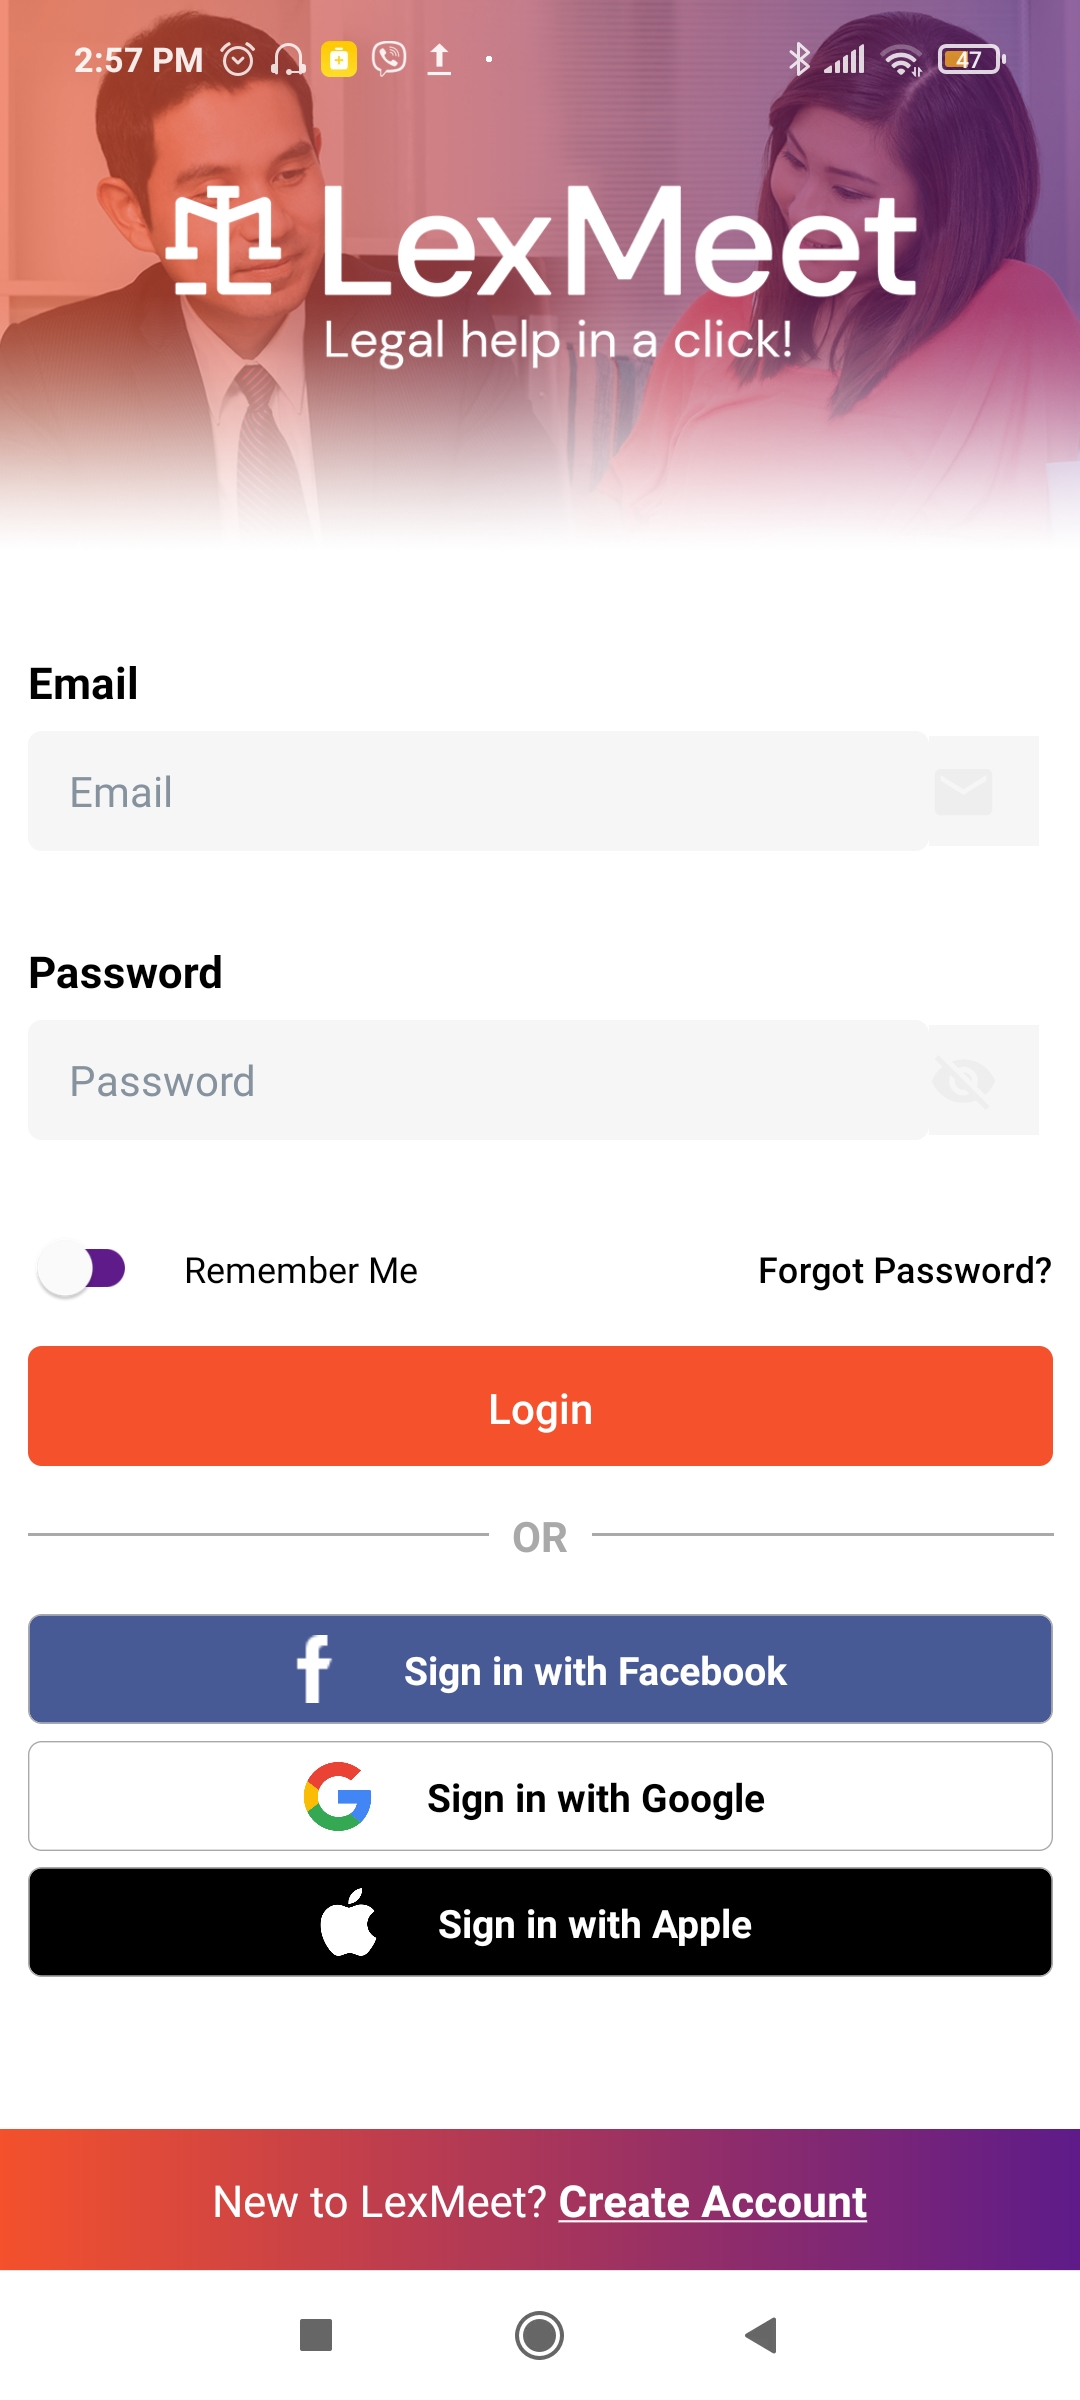 2:57 PM
47
LexMeet
Legal help in a click!
Email
Email
Password
Password
Remember Me
Forgot Password?
Login
OR
Sign in with Facebook
Sign in with Google
Sign in with Apple
New to LexMeet? Create Account